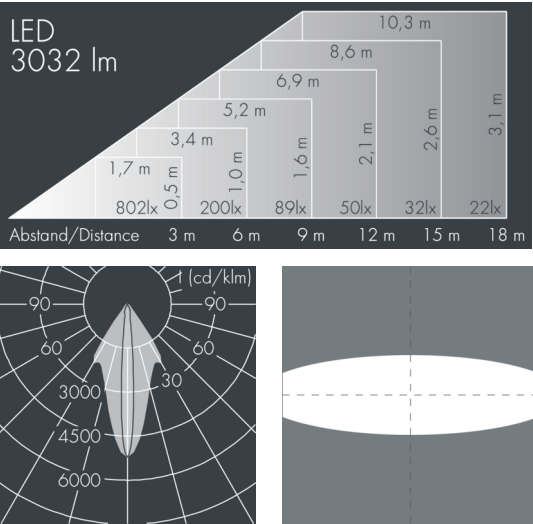 LED
3032 lm
10,3 m
8,6 m
6,9 m
5,2 m
3,4 m
1,7 m
0,5 m
1,0 m
1,6 m
2,1 m
2,6 m
3,1 m
802lx 200lx 89lx 50lx 32lx 22lx
Abstand/Distance 3 m 6 m 9 m 12 m 15 m 18 m
I (cd/klm)
90 90
60 60
30
3000
4500
6000